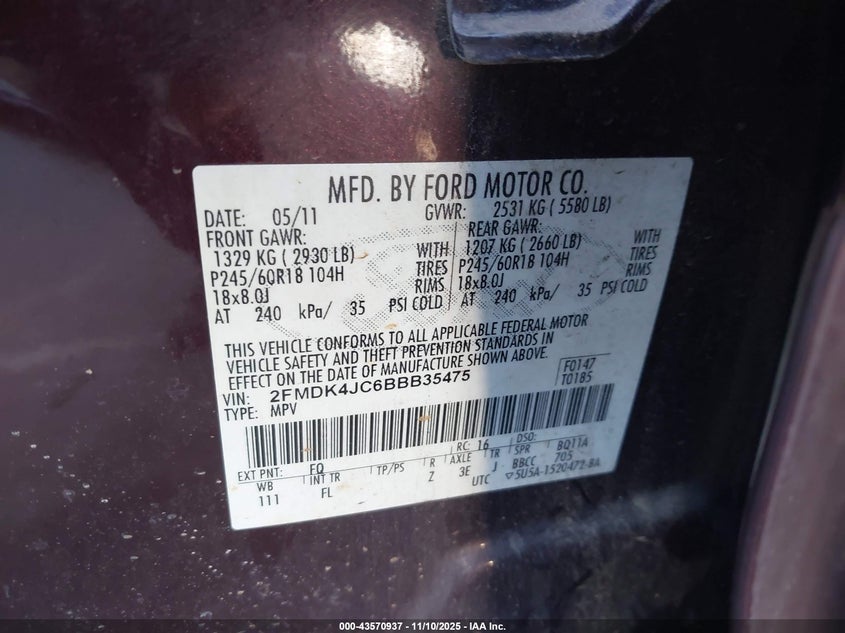 MFD. BY FORD MOTOR CO.
DATE: 05/11 GVWR: 2531 KG ( 5580 LB)
FRONT GAWR: REAR GAWR:
1329 KG ( 2930 LB) WITH 1207 KG ( 2660 LB) WITH
P245/60R18 104H TIRES P245/60R18 104H TIRES
18x8.0J RIMS 18x8.0J RIMS
AT 240 kPa/ 35 PSI COLD AT 240 kPa/ 35 PSI COLD
THIS VEHICLE CONFORMS TO ALL APPLICABLE FEDERAL MOTOR
VEHICLE SAFETY AND THEFT PREVENTION STANDARDS IN
EFFECT ON THE DATE OF MANUFACTURE SHOWN ABOVE.
VIN: 2FMDK4JC6BBB35475 F0147
TYPE: MPV T0185
RC: 16 DSO:
EXT PNT: FQ AXLE TR SPR BQ11A
WB INT TR TP/PS R 3E J BBCC 705
111 FL Z UTC ▽5U5A-1520472-BA
000-43570937 - 11/10/2025 - IAA Inc.